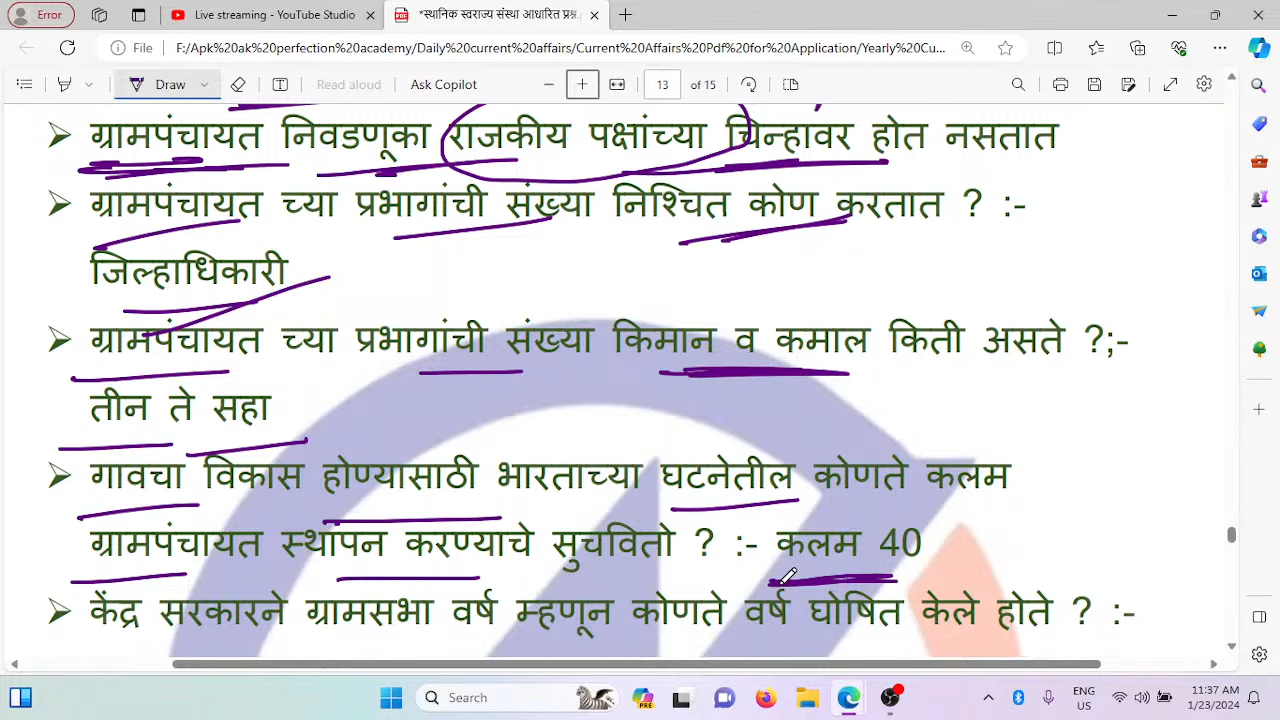 Error
Live streaming - YouTube Studio
*स्थानिक स्वराज्य संस्था आधारित प्रश्न.
File
F:/Apk%20ak%20perfection%20academy/Daily%20current%20affairs/Current%20Affairs%20Pdf%20for%20Application/Yearly%20Cu...
Draw
Read aloud
Ask Copilot
13 of 15
➢ ग्रामपंचायत निवडणूका राजकीय पक्षांच्या चिन्हावर होत नसतात
➢ ग्रामपंचायत च्या प्रभागांची संख्या निश्चित कोण करतात ? :-
जिल्हाधिकारी
➢ ग्रामपंचायत च्या प्रभागांची संख्या किमान व कमाल किती असते ?;-
तीन ते सहा
➢ गावचा विकास होण्यासाठी भारताच्या घटनेतील कोणते कलम
ग्रामपंचायत स्थापन करण्याचे सुचवितो ? :- कलम 40
➢ केंद्र सरकारने ग्रामसभा वर्ष म्हणून कोणते वर्ष घोषित केले होते ? :-
Search
PRE
ENG
US
11:37 AM
1/23/2024